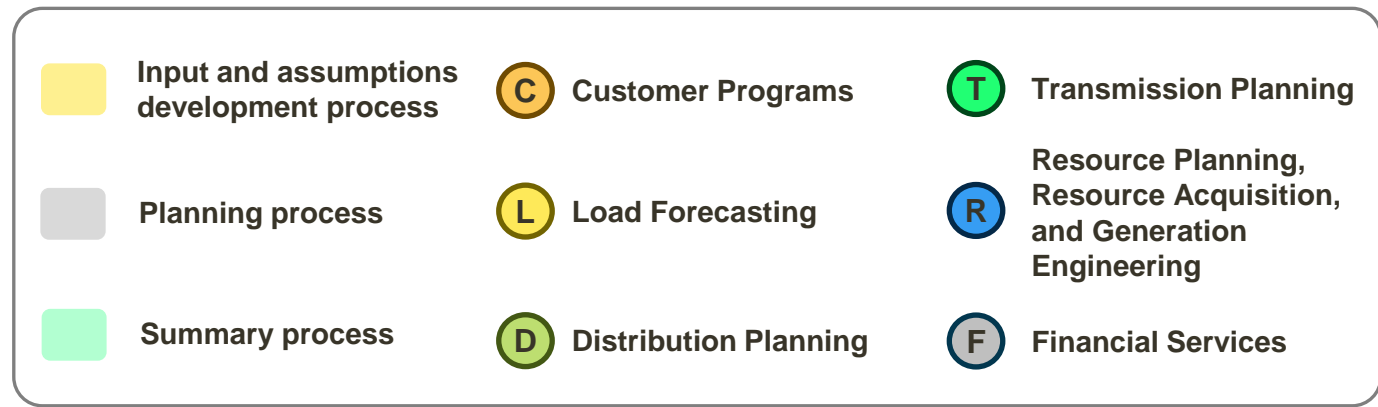 Input and assumptions
development process
C
Customer Programs
T
Transmission Planning
Planning process
L
Load Forecasting
R
Resource Planning,
Resource Acquisition,
and Generation
Engineering
Summary process
D
Distribution Planning
F
Financial Services